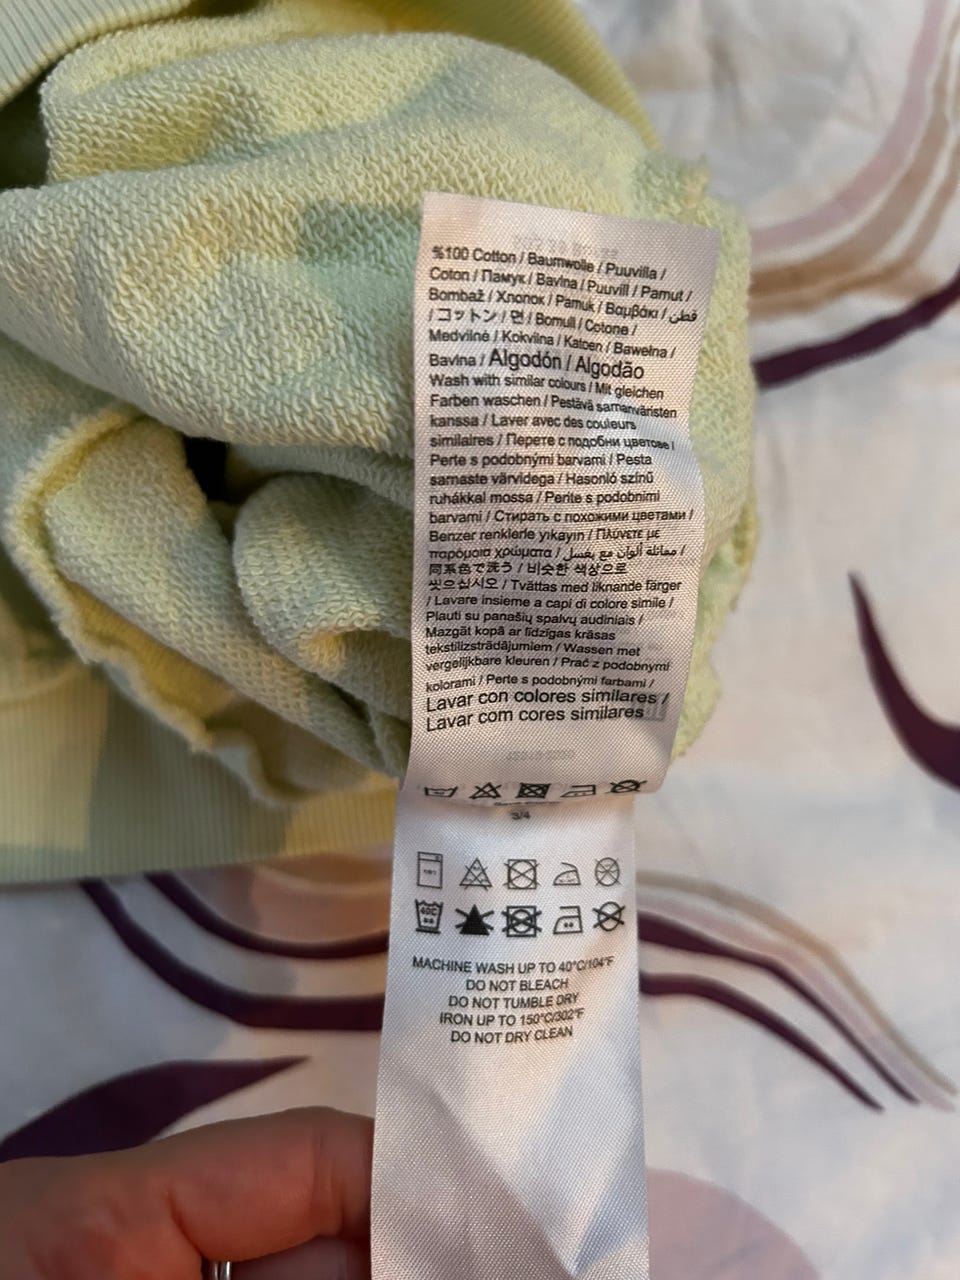 %100 Cotton / Baumwolle / Puuvilla /
Coton / Памук / Bavlna / Puuvill / Pamut /
Bombaž / Хлопок / Pamuk / Βαμβάκι / قطن
/ コットン / 면 / Bomull / Cotone /
Medvilnė / Kokvilna / Katoen / Bawełna /
Bavlna / Algodón / Algodão
Wash with similar colours / Mit gleichen
Farben waschen / Pestävä samanväristen
kanssa / Laver avec des couleurs
similaires / Перете с подобни цветове /
Perte s podobnými barvami / Pesta
samaste värvidega / Hasonló színű
ruhákkal mossa / Perite s podobnimi
barvami / Стирать с похожими цветами /
Benzer renklerle yıkayın / Πλύνετε με
παρόμοια χρώματα / مماثلة ألوان مع يغسل /
同系色で洗う / 비슷한 색상으로
씻으십시오 / Tvättas med liknande färger
/ Lavare insieme a capi di colore simile /
Plauti su panašių spalvų audiniais /
Mazgāt kopā ar līdzīgas krāsas
tekstilizstrādājumiem / Wassen met
vergelijkbare kleuren / Prać z podobnymi
kolorami / Perte s podobnými farbami /
Lavar con colores similares /
Lavar com cores similares
3/4
40C
MACHINE WASH UP TO 40°C/104°F
DO NOT BLEACH
DO NOT TUMBLE DRY
IRON UP TO 150°C/302°F
DO NOT DRY CLEAN